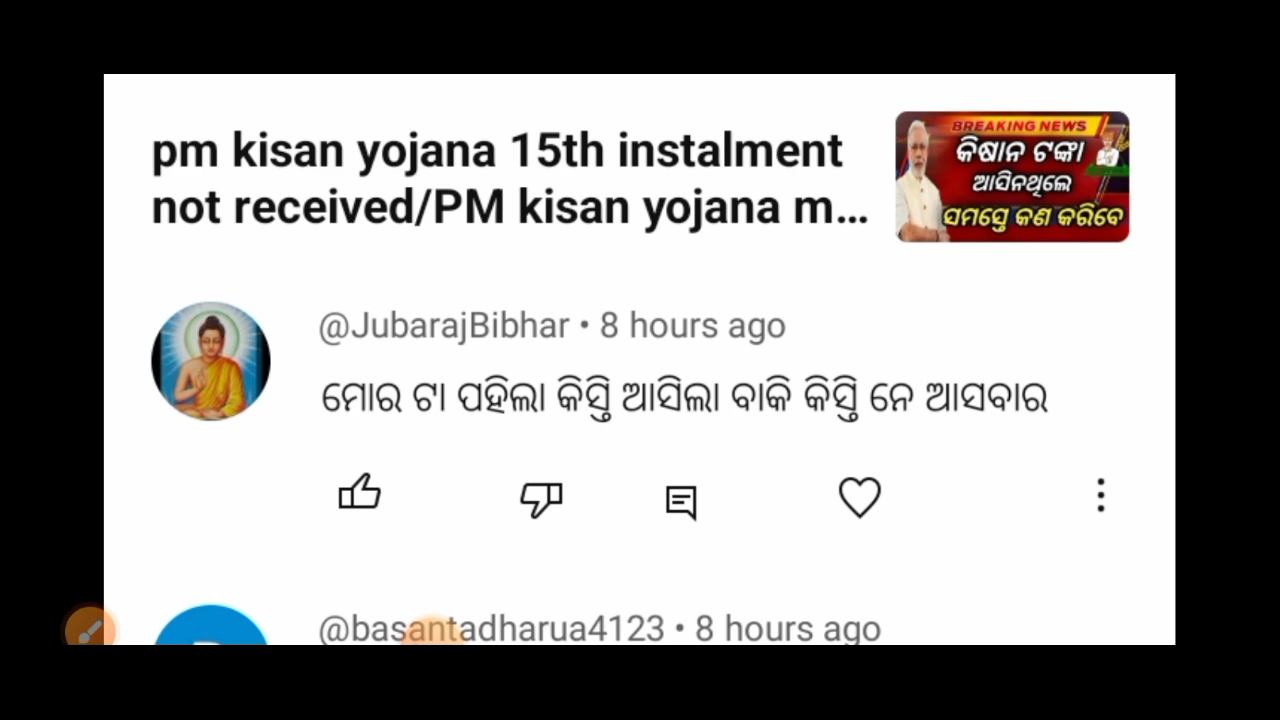 pm kisan yojana 15th instalment
not received/PM kisan yojana m...
BREAKING NEWS
କିଷାନ ଟଙ୍କା
ଆସିନଥିଲେ
ସମସ୍ତେ କଣ କରିବେ
@JubarajBibhar • 8 hours ago
ମୋର ଟା ପହିଲା କିସ୍ତି ଆସିଲା ବାକି କିସ୍ତି ନେ ଆସବାର
@basantadharua4123 • 8 hours ago